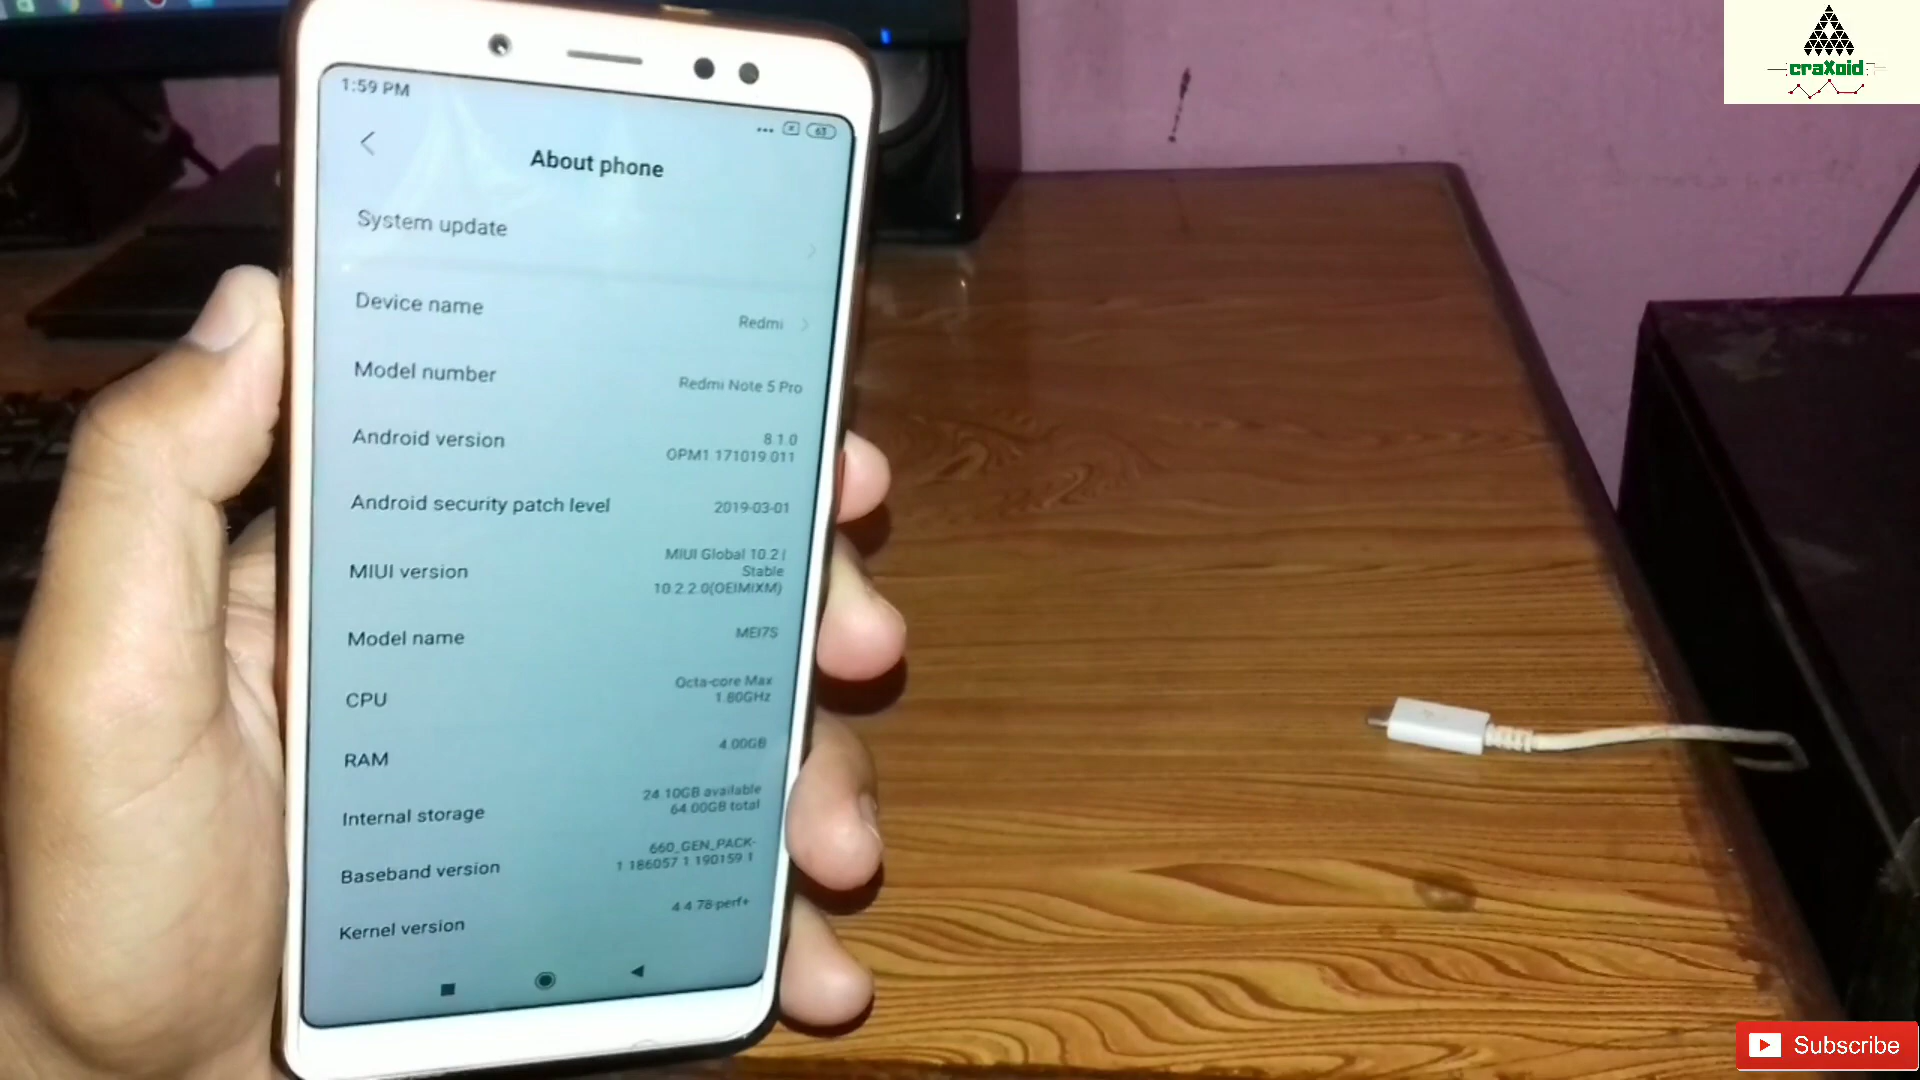 craXoid
1:59 PM
63
About phone
System update
Device name
Redmi
Model number
Redmi Note 5 Pro
Android version
8.1.0
OPM1.171019.011
Android security patch level
2019-03-01
MIUI version
MIUI Global 10.2 |
Stable
10.2.2.0(OEIMIXM)
Model name
MEI7S
CPU
Octa-core Max
1.80GHz
RAM
4.00GB
Internal storage
24.10GB available
64.00GB total
Baseband version
660_GEN_PACK-
1.186057.1.190159.1
Kernel version
4.4.78-perf+
Subscribe